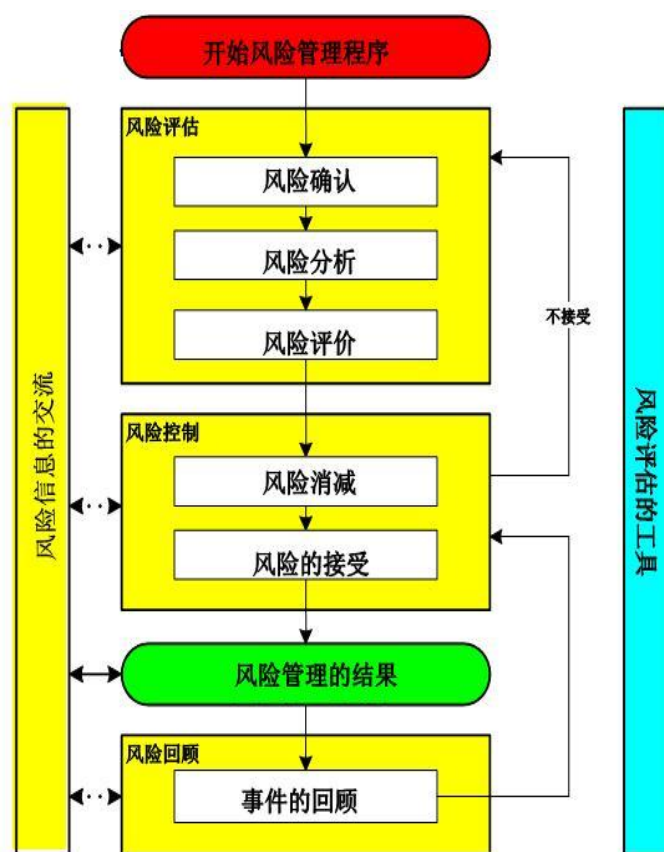 开始风险管理程序
风险评估
风险确认
风险分析
风险评价
不接受
风险控制
风险消减
风险的接受
风险管理的结果
风险回顾
事件的回顾
风险信息的交流
风险评估的工具